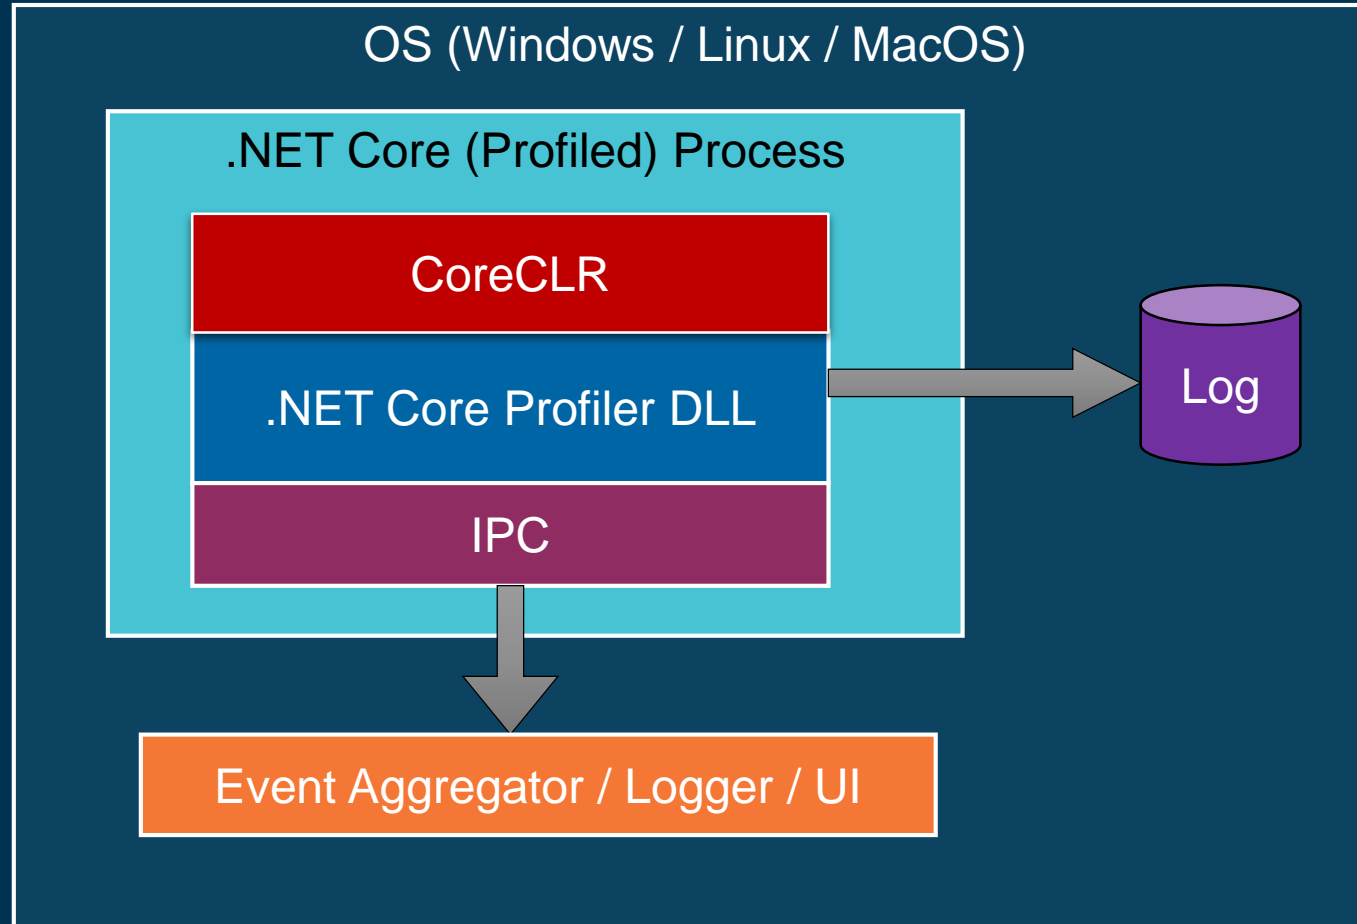 OS (Windows / Linux / MacOS)
.NET Core (Profiled) Process
CoreCLR
.NET Core Profiler DLL
Log
IPC
Event Aggregator / Logger / UI